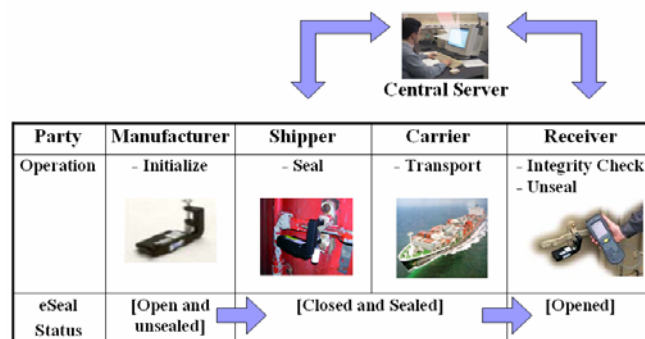 Central Server
Party Manufacturer Shipper Carrier Receiver
Operation - Initialize - Seal - Transport - Integrity Check
- Unseal
eSeal [Open and [Closed and Sealed] [Opened]
Status unsealed]